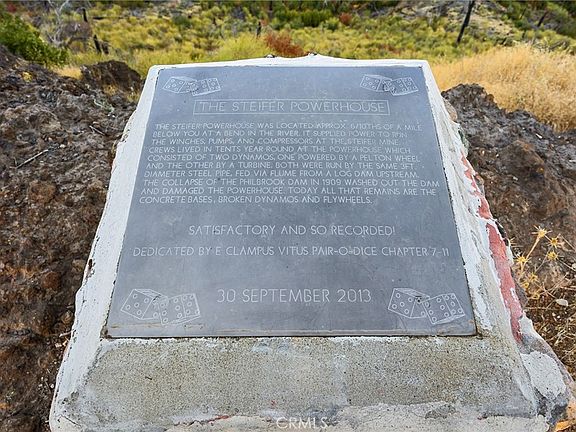 THE STEIFER POWERHOUSE
THE STEIFER POWERHOUSE WAS LOCATED APPROX. 6/10THS OF A MILE
BELOW YOU AT A BEND IN THE RIVER. IT SUPPLIED POWER TO SPIN
THE WINCHES, PUMPS, AND COMPRESSORS AT THE STEIFER MINE.
CREWS LIVED IN TENTS YEAR ROUND AT THE POWERHOUSE WHICH
CONSISTED OF TWO DYNAMOS, ONE POWERED BY A PELTON WHEEL
AND THE OTHER BY A TURBINE. BOTH WERE RUN BY THE SAME 3FT.
DIAMETER STEEL PIPE, FED VIA FLUME FROM A LOG DAM UPSTREAM.
THE COLLAPSE OF THE PHILBROOK DAM IN 1909 WASHED OUT THE DAM
AND DAMAGED THE POWERHOUSE. TODAY ALL THAT REMAINS ARE THE
CONCRETE BASES, BROKEN DYNAMOS AND FLYWHEELS.
SATISFACTORY AND SO RECORDED!
DEDICATED BY E CLAMPUS VITUS PAIR-O-DICE CHAPTER 7-11
30 SEPTEMBER 2013
CRMLS